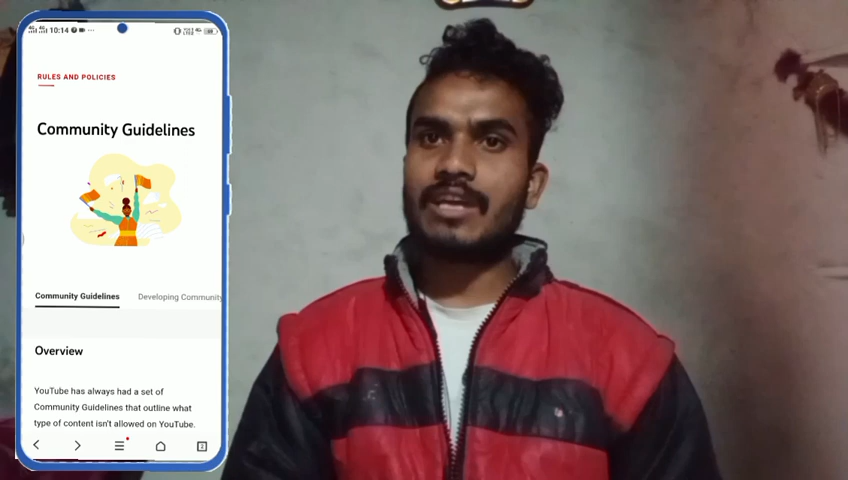 10:14
RULES AND POLICIES
Community Guidelines
Community Guidelines Developing Community
Overview
YouTube has always had a set of
Community Guidelines that outline what
type of content isn't allowed on YouTube.